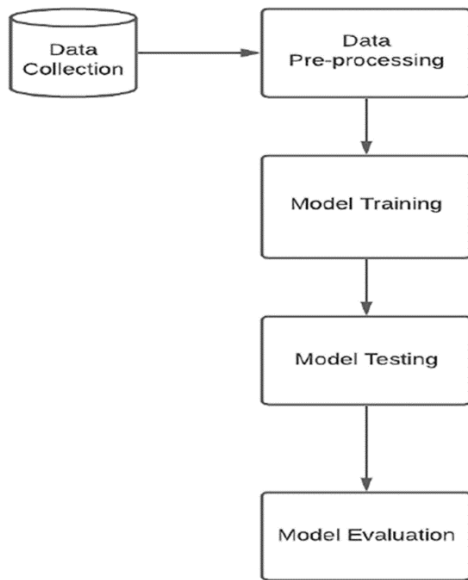 Data
Collection
Data
Pre-processing
Model Training
Model Testing
Model Evaluation